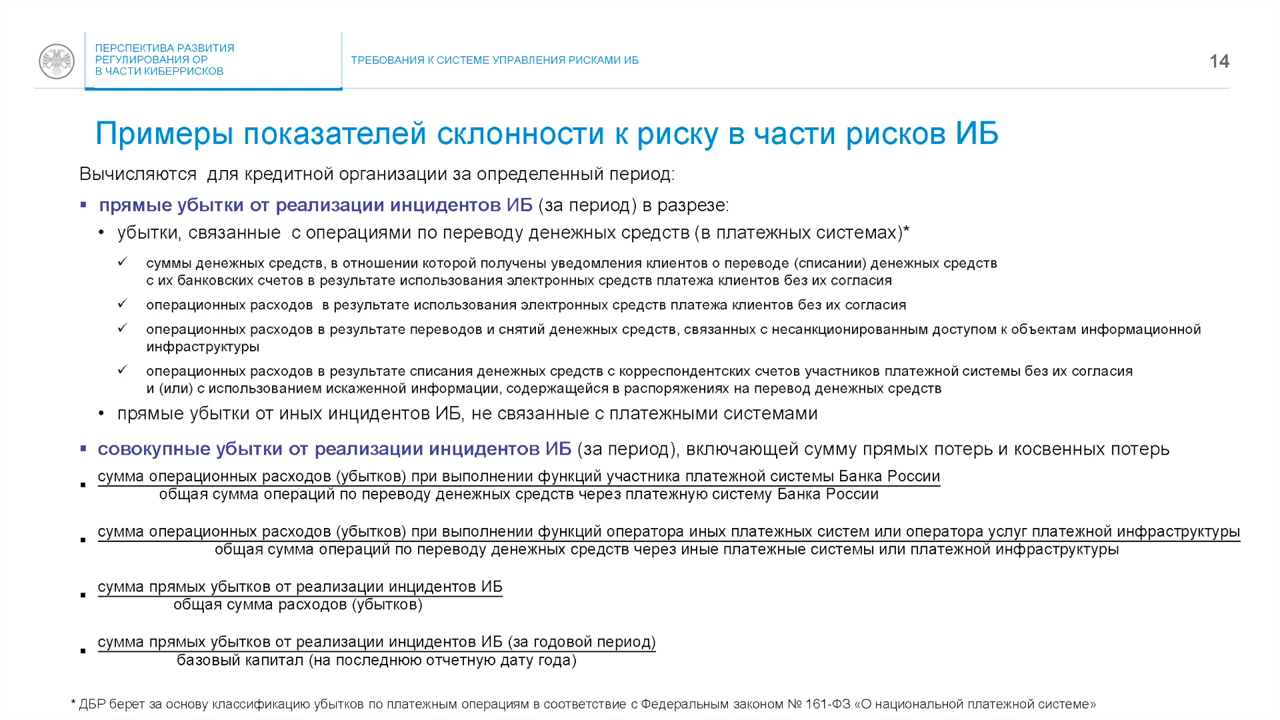 ПЕРСПЕКТИВА РАЗВИТИЯ
РЕГУЛИРОВАНИЯ ОР
В ЧАСТИ КИБЕРРИСКОВ
ТРЕБОВАНИЯ К СИСТЕМЕ УПРАВЛЕНИЯ РИСКАМИ ИБ
14
Примеры показателей склонности к риску в части рисков ИБ
Вычисляются для кредитной организации за определенный период:
▪ прямые убытки от реализации инцидентов ИБ (за период) в разрезе:
• убытки, связанные с операциями по переводу денежных средств (в платежных системах)*
✓ суммы денежных средств, в отношении которой получены уведомления клиентов о переводе (списании) денежных средств
с их банковских счетов в результате использования электронных средств платежа клиентов без их согласия
✓ операционных расходов в результате использования электронных средств платежа клиентов без их согласия
✓ операционных расходов в результате переводов и снятий денежных средств, связанных с несанкционированным доступом к объектам информационной
инфраструктуры
✓ операционных расходов в результате списания денежных средств с корреспондентских счетов участников платежной системы без их согласия
и (или) с использованием искаженной информации, содержащейся в распоряжениях на перевод денежных средств
• прямые убытки от иных инцидентов ИБ, не связанные с платежными системами
▪ совокупные убытки от реализации инцидентов ИБ (за период), включающей сумму прямых потерь и косвенных потерь
▪ сумма операционных расходов (убытков) при выполнении функций участника платежной системы Банка России
общая сумма операций по переводу денежных средств через платежную систему Банка России
▪ сумма операционных расходов (убытков) при выполнении функций оператора иных платежных систем или оператора услуг платежной инфраструктуры
общая сумма операций по переводу денежных средств через иные платежные системы или платежной инфраструктуры
▪ сумма прямых убытков от реализации инцидентов ИБ
общая сумма расходов (убытков)
▪ сумма прямых убытков от реализации инцидентов ИБ (за годовой период)
базовый капитал (на последнюю отчетную дату года)
* ДБР берет за основу классификацию убытков по платежным операциям в соответствие с Федеральным законом № 161-ФЗ «О национальной платежной системе»